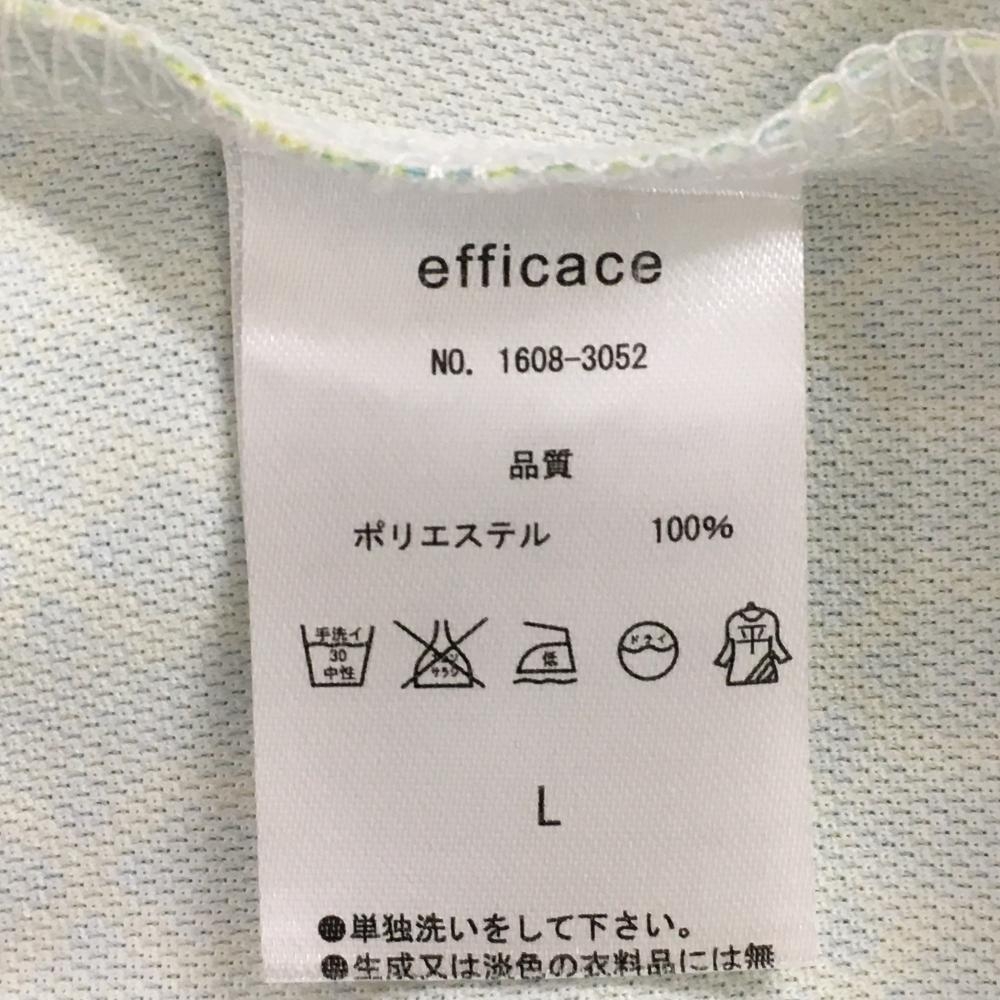 efficace
NO. 1608-3052
品質
ポリエステル 100%
手洗イ
30
中性
サラシ
低
ドライ
平
L
●単独洗いをして下さい。
●生成又は淡色の衣料品には無